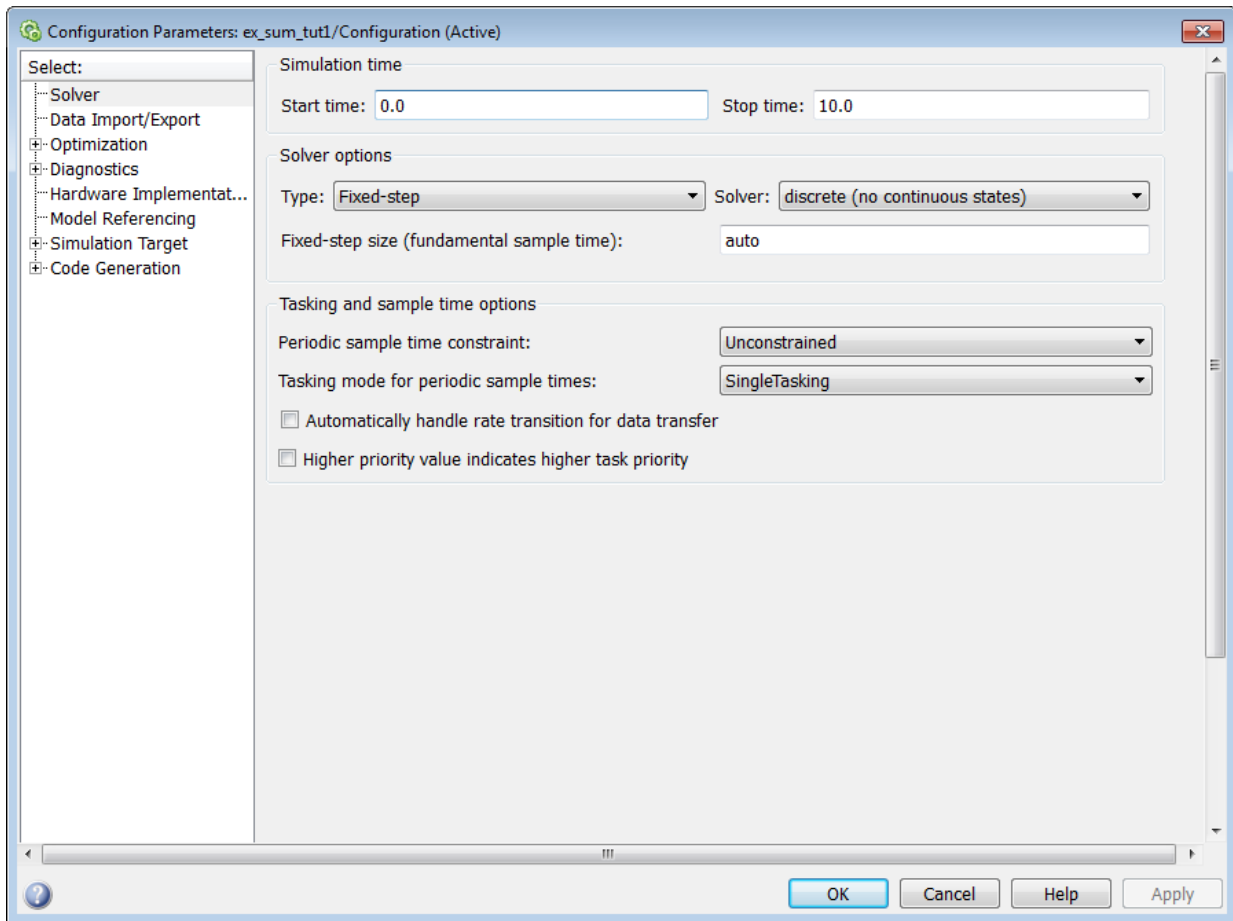 Configuration Parameters: ex_sum_tut1/Configuration (Active)
Select:
Solver
Data Import/Export
Optimization
Diagnostics
Hardware Implementat...
Model Referencing
Simulation Target
Code Generation
Simulation time
Start time: 0.0 Stop time: 10.0
Solver options
Type: Fixed-step Solver: discrete (no continuous states)
Fixed-step size (fundamental sample time): auto
Tasking and sample time options
Periodic sample time constraint: Unconstrained
Tasking mode for periodic sample times: SingleTasking
Automatically handle rate transition for data transfer
Higher priority value indicates higher task priority
OK Cancel Help Apply